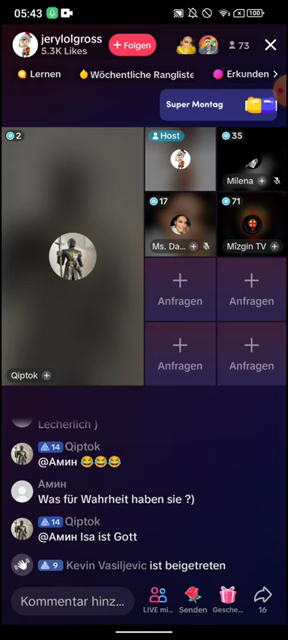 05:43
100
jerylolgross
5.3K Likes
+ Folgen
73
Lernen
Wöchentliche Rangliste
Erkunden
Super Montag
2
Host
35
Milena
17
71
Ms. Da...
Mîzgin TV
Anfragen
Anfragen
Anfragen
Anfragen
Qiptok
Lecherlich )
14 Qiptok
@Амин 😂😂😂
Амин
Was für Wahrheit haben sie ?)
14 Qiptok
@Амин Isa ist Gott
9 Kevin Vasiljevic ist beigetreten
Kommentar hinz...
LIVE mi...
Senden
Gesche...
16